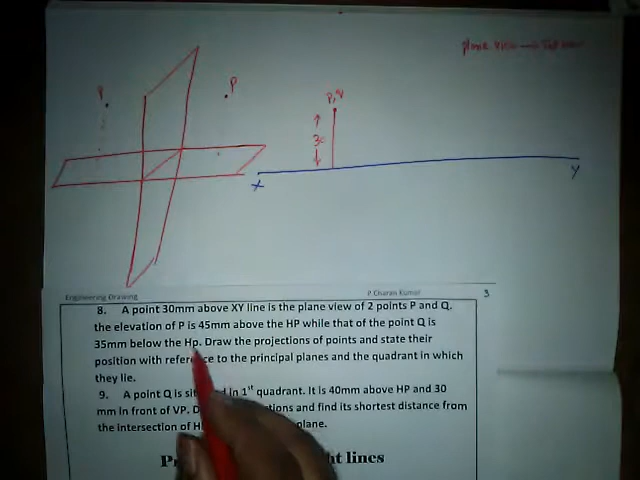 P
P
P, q
30
X
Y
Engineering Drawing
P Charan Kumar
3
8. A point 30mm above XY line is the plane view of 2 points P and Q.
the elevation of P is 45mm above the HP while that of the point Q is
35mm below the Hp. Draw the projections of points and state their
position with reference to the principal planes and the quadrant in which
they lie.
9. A point Q is in 1st quadrant. It is 40mm above HP and 30
mm in front of VP. and find its shortest distance from
the intersection of plane.
lines